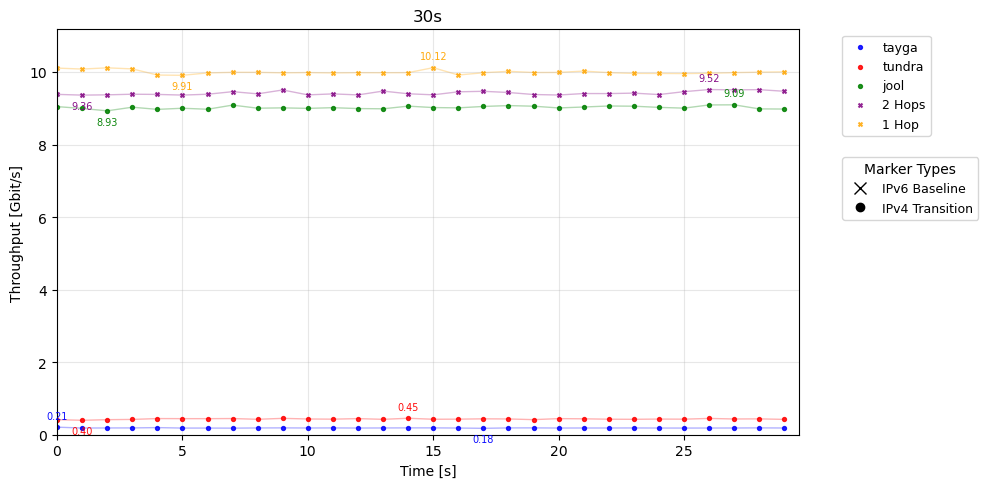 30s
10.12
9.91
9.52
9.36
9.09
8.93
0.45
0.21
0.40
0.18
10
8
6
4
2
0
Throughput [Gbit/s]
0 5 10 15 20 25
Time [s]
tayga
tundra
jool
2 Hops
1 Hop
Marker Types
IPv6 Baseline
IPv4 Transition